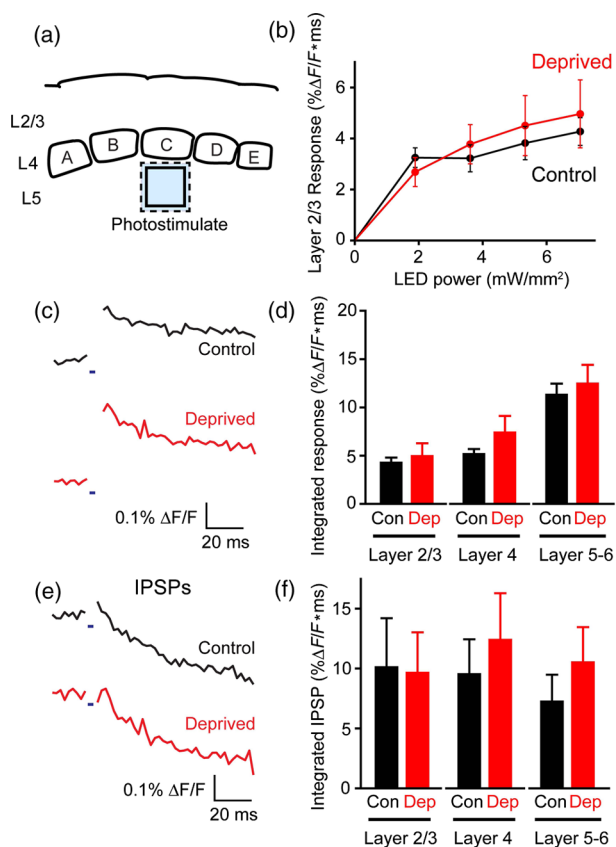 (a)
L2/3
L4
L5
A B C D E
Photostimulate
(b)
Layer 2/3 Response (%ΔF/F*ms)
6
4
2
0
Deprived
Control
0 2 4 6 8
LED power (mW/mm²)
(c)
Control
Deprived
0.1% ΔF/F
20 ms
(d)
Integrated response (%ΔF/F*ms)
20
15
10
5
0
Con Dep Con Dep Con Dep
Layer 2/3 Layer 4 Layer 5-6
(e)
IPSPs
Control
Deprived
0.1% ΔF/F
20 ms
(f)
Integrated IPSP (%ΔF/F*ms)
15
10
5
0
Con Dep Con Dep Con Dep
Layer 2/3 Layer 4 Layer 5-6